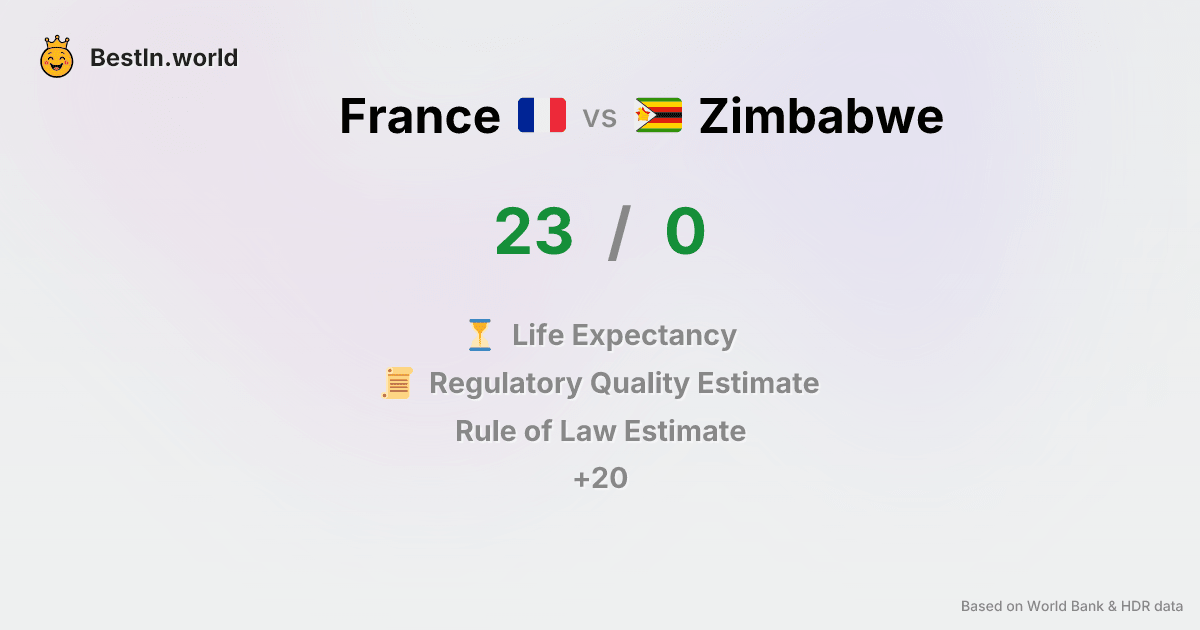 BestIn.world
France vs Zimbabwe
23 / 0
Life Expectancy
Regulatory Quality Estimate
Rule of Law Estimate
+20
Based on World Bank & HDR data